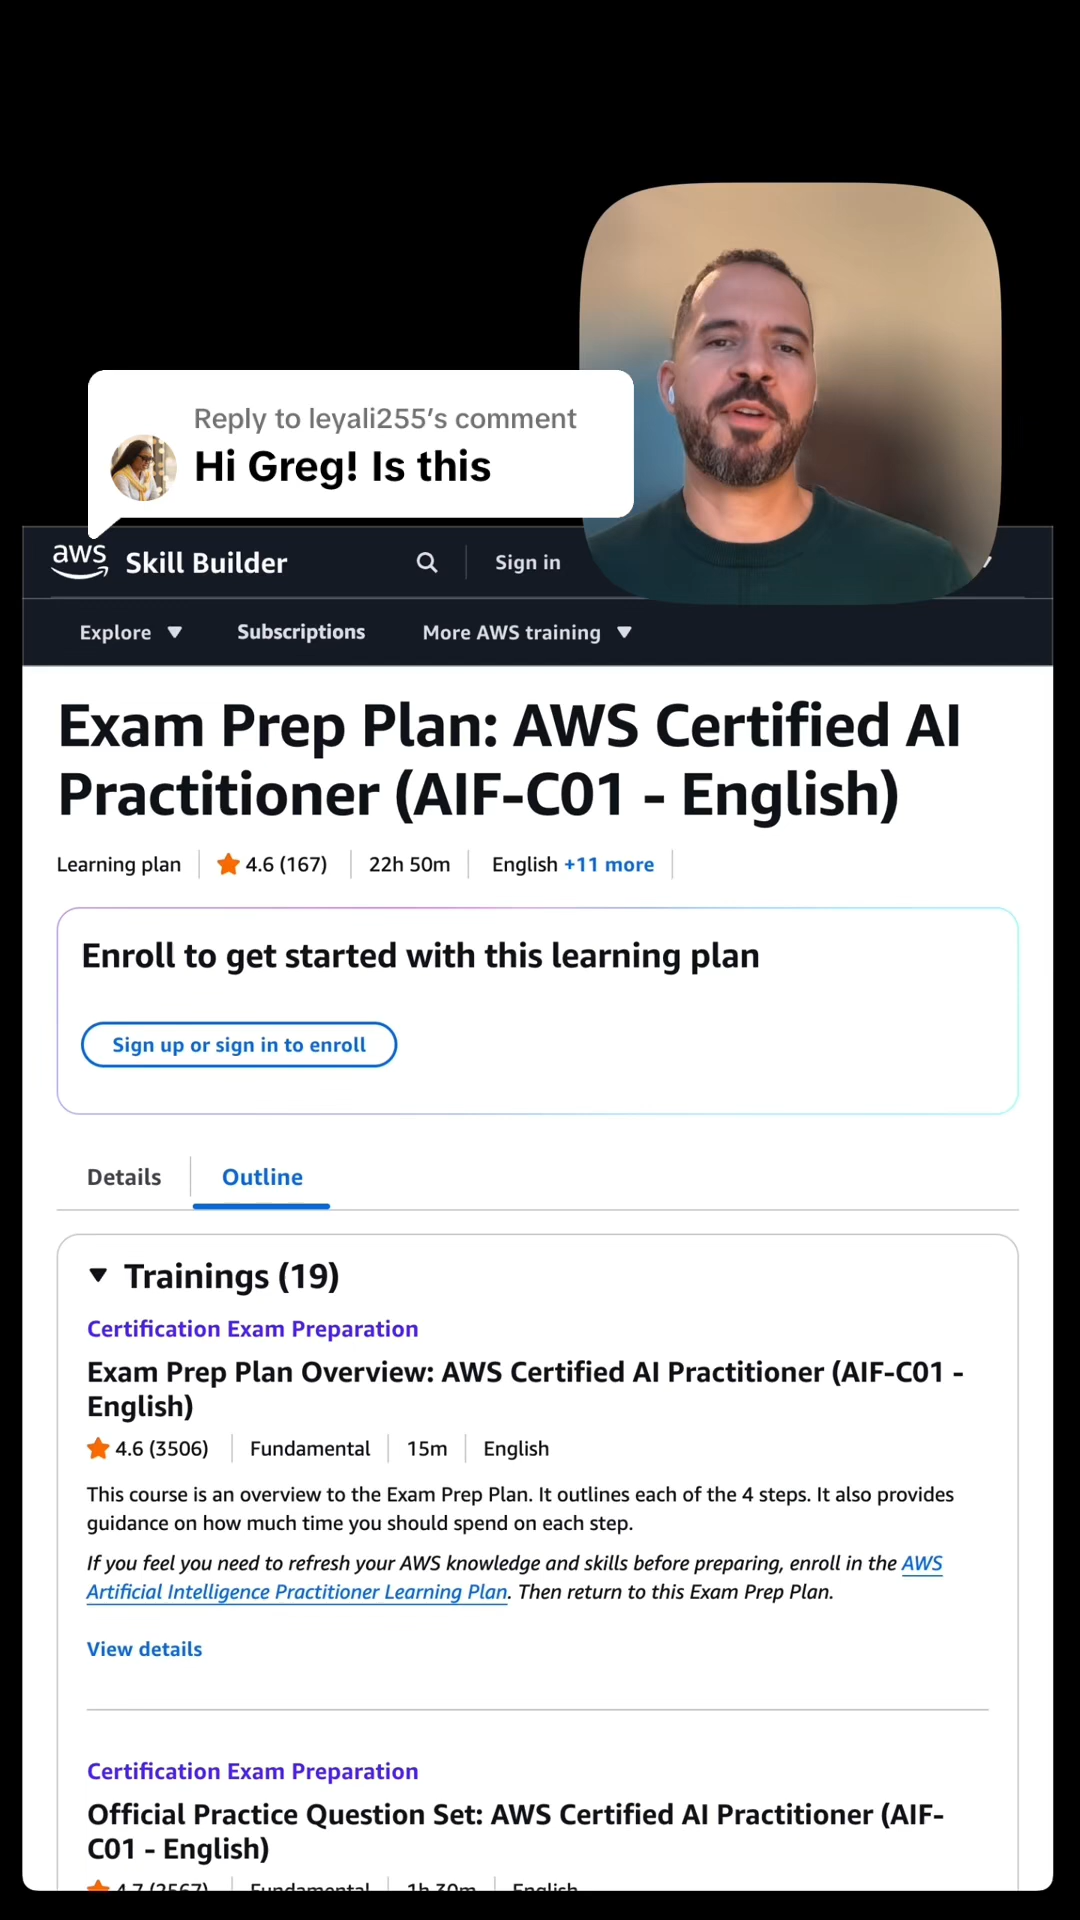 Reply to leyali255's comment
Hi Greg! Is this
aws
Skill Builder
Sign in
Explore
Subscriptions
More AWS training
Exam Prep Plan: AWS Certified AI
Practitioner (AIF-C01 - English)
Learning plan
4.6 (167)
22h 50m
English +11 more
Enroll to get started with this learning plan
Sign up or sign in to enroll
Details
Outline
Trainings (19)
Certification Exam Preparation
Exam Prep Plan Overview: AWS Certified AI Practitioner (AIF-C01 -
English)
4.6 (3506)
Fundamental
15m
English
This course is an overview to the Exam Prep Plan. It outlines each of the 4 steps. It also provides
guidance on how much time you should spend on each step.
If you feel you need to refresh your AWS knowledge and skills before preparing, enroll in the AWS
Artificial Intelligence Practitioner Learning Plan. Then return to this Exam Prep Plan.
View details
Certification Exam Preparation
Official Practice Question Set: AWS Certified AI Practitioner (AIF-
C01 - English)
4.7 (2567)
Fundamental
1h 30m
English